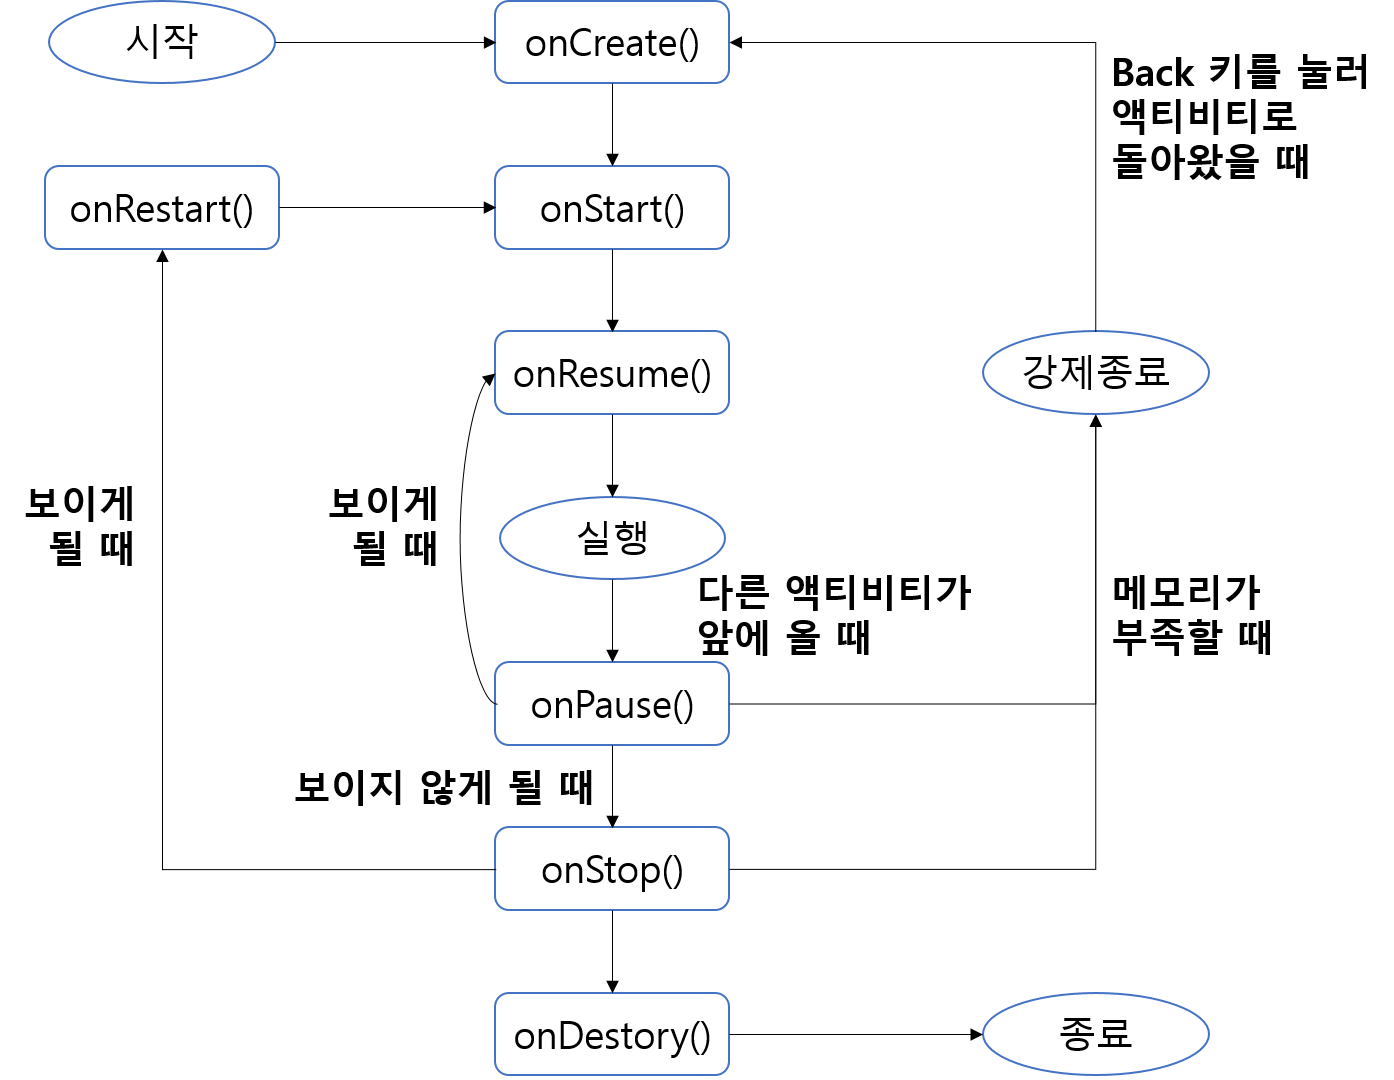 시작
onCreate()
Back 키를 눌러
액티비티로
돌아왔을 때
onRestart()
onStart()
onResume()
강제종료
보이게
될 때
보이게
될 때
실행
다른 액티비티가
앞에 올 때
메모리가
부족할 때
onPause()
보이지 않게 될 때
onStop()
onDestory()
종료